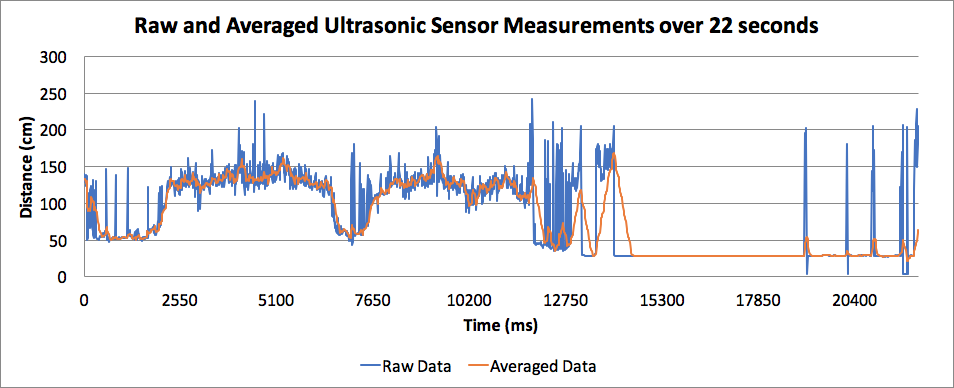 Raw and Averaged Ultrasonic Sensor Measurements over 22 seconds
300
250
200
150
100
50
0
Distance (cm)
0 2550 5100 7650 10200 12750 15300 17850 20400
Time (ms)
Raw Data Averaged Data